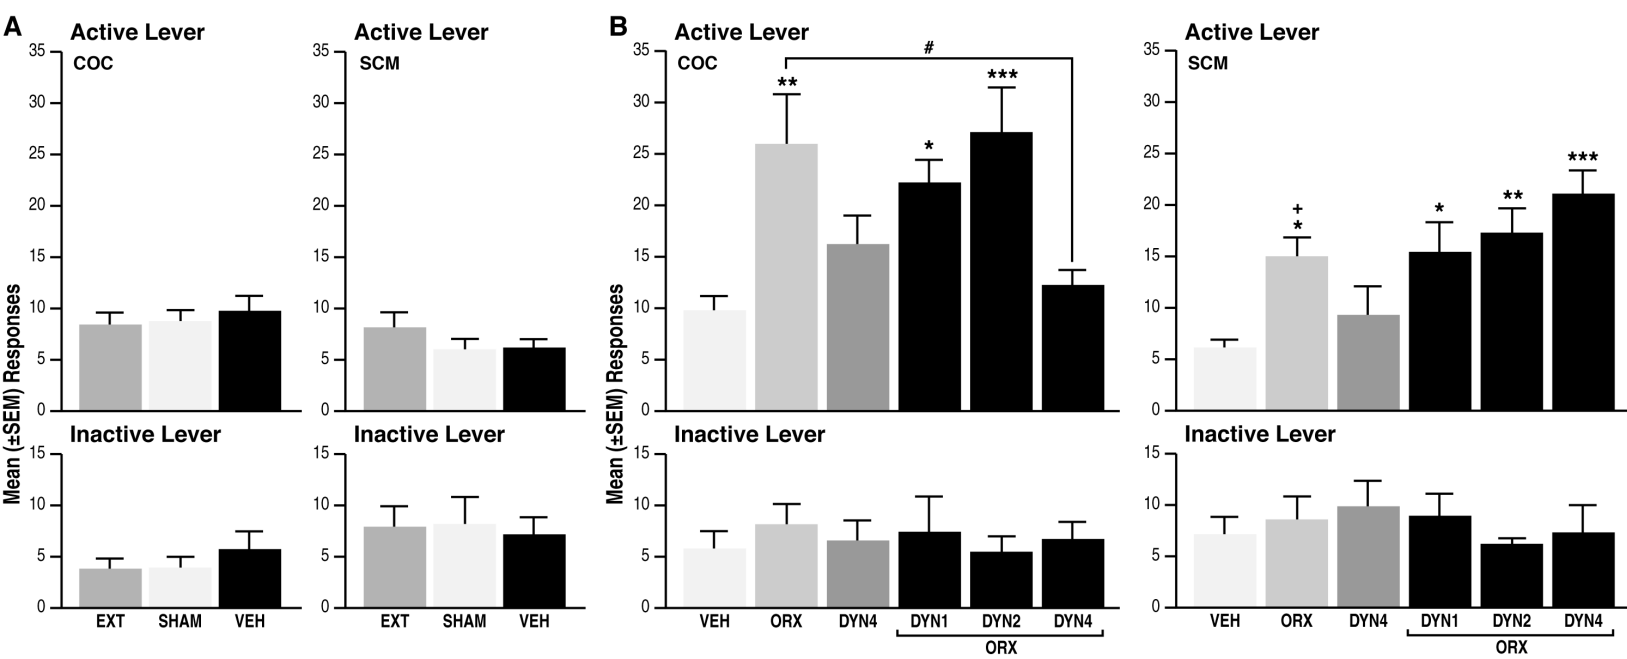 A
Active Lever
COC
35
30
25
20
15
10
5
0
Active Lever
SCM
35
30
25
20
15
10
5
0
Mean (±SEM) Responses
Inactive Lever
15
10
5
0
EXT SHAM VEH
Inactive Lever
15
10
5
0
EXT SHAM VEH
B
Active Lever
COC
35
30
25
20
15
10
5
0
**
*
***
#
Active Lever
SCM
35
30
25
20
15
10
5
0
+
*
*
**
***
Mean (±SEM) Responses
Inactive Lever
15
10
5
0
VEH ORX DYN4 DYN1 DYN2 DYN4
ORX
Inactive Lever
15
10
5
0
VEH ORX DYN4 DYN1 DYN2 DYN4
ORX